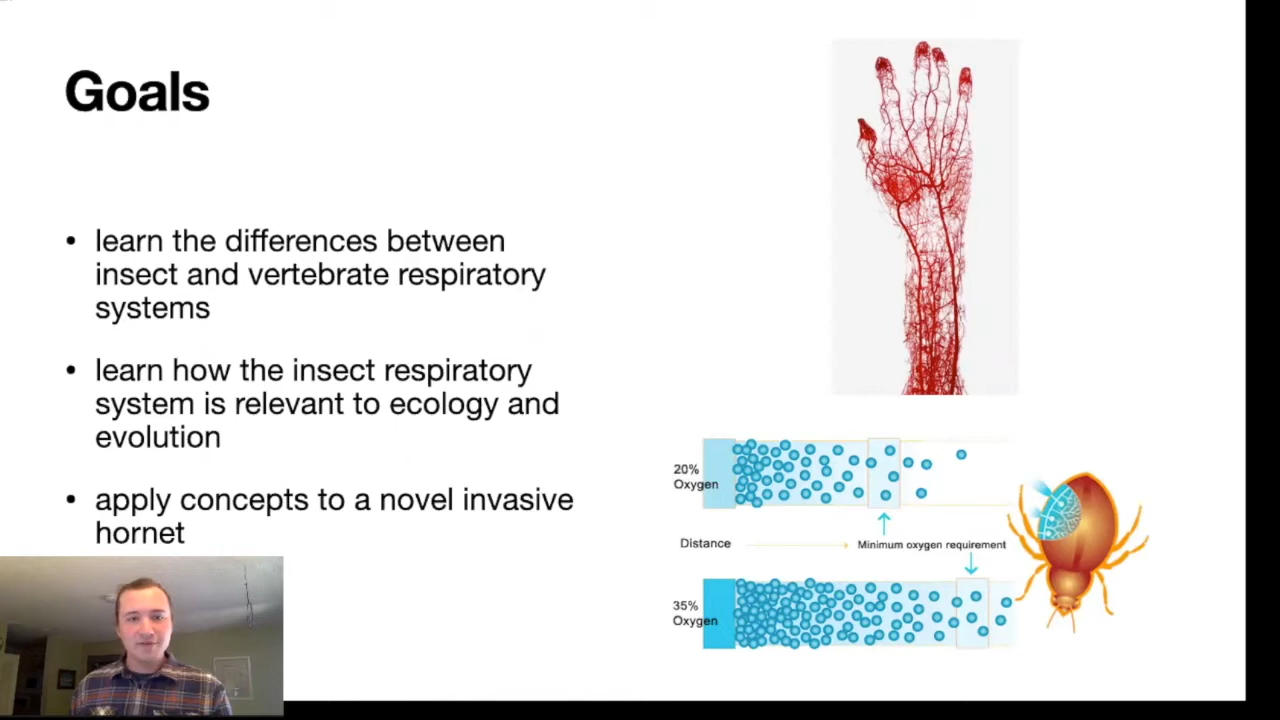 Goals
• learn the differences between
insect and vertebrate respiratory
systems
• learn how the insect respiratory
system is relevant to ecology and
evolution
• apply concepts to a novel invasive
hornet
20%
Oxygen
Distance
Minimum oxygen requirement
35%
Oxygen